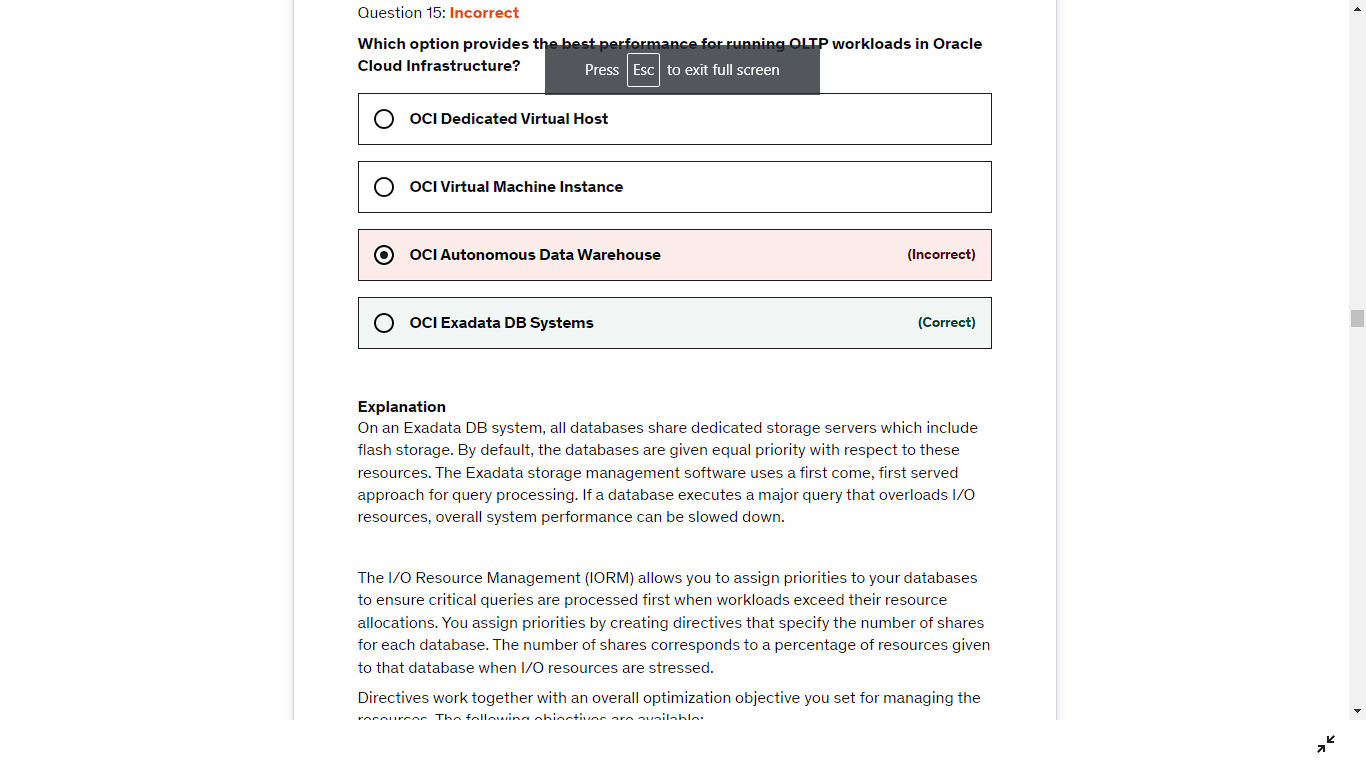 Question 15: Incorrect
Which option provides the best performance for running OLTP workloads in Oracle
Cloud Infrastructure?
Press Esc to exit full screen
OCI Dedicated Virtual Host
OCI Virtual Machine Instance
OCI Autonomous Data Warehouse (Incorrect)
OCI Exadata DB Systems (Correct)
Explanation
On an Exadata DB system, all databases share dedicated storage servers which include
flash storage. By default, the databases are given equal priority with respect to these
resources. The Exadata storage management software uses a first come, first served
approach for query processing. If a database executes a major query that overloads I/O
resources, overall system performance can be slowed down.
The I/O Resource Management (IORM) allows you to assign priorities to your databases
to ensure critical queries are processed first when workloads exceed their resource
allocations. You assign priorities by creating directives that specify the number of shares
for each database. The number of shares corresponds to a percentage of resources given
to that database when I/O resources are stressed.
Directives work together with an overall optimization objective you set for managing the
resources. The following objectives are available: